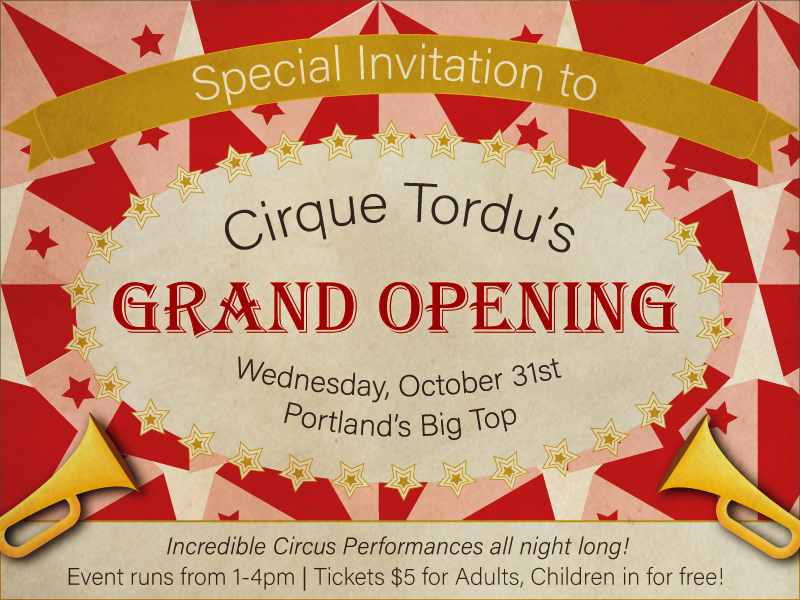 Special Invitation to
Cirque Tordu's
GRAND OPENING
Wednesday, October 31st
Portland's Big Top
Incredible Circus Performances all night long!
Event runs from 1-4pm | Tickets $5 for Adults, Children in for free!